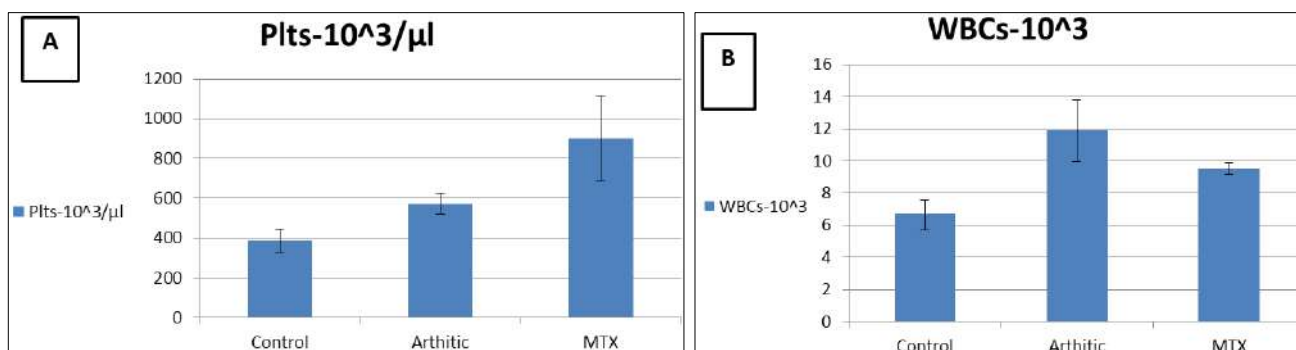 A
Plts-10^3/µl
1200
1000
800
600
400
200
0
Plts-10^3/µl
Control
Arthitic
MTX
B
WBCs-10^3
16
14
12
10
8
6
4
2
0
WBCs-10^3
Control
Arthitic
MTX